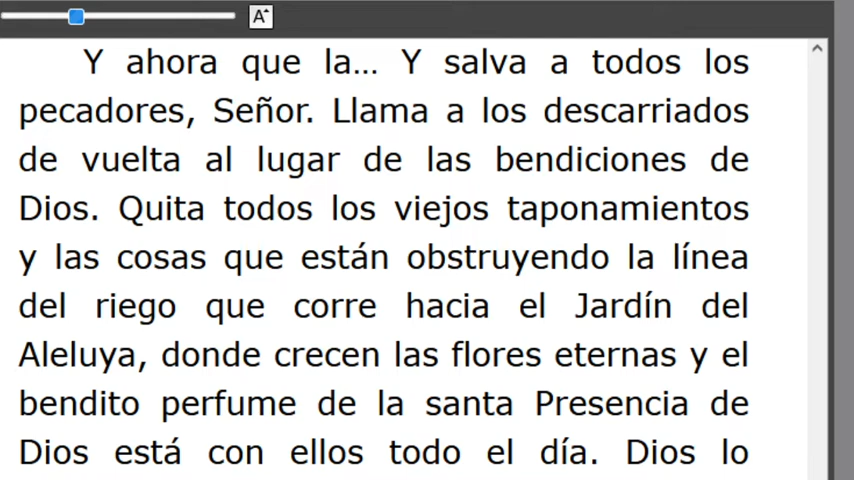 A
Y ahora que la... Y salva a todos los
pecadores, Señor. Llama a los descarriados
de vuelta al lugar de las bendiciones de
Dios. Quita todos los viejos taponamientos
y las cosas que están obstruyendo la línea
del riego que corre hacia el Jardín del
Aleluya, donde crecen las flores eternas y el
bendito perfume de la santa Presencia de
Dios está con ellos todo el día. Dios lo